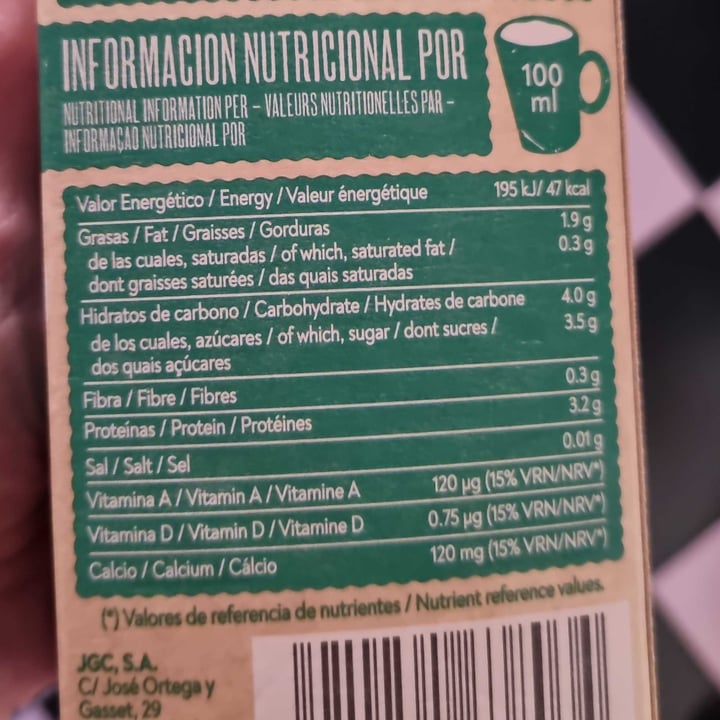 INFORMACION NUTRICIONAL POR
100
ml
NUTRITIONAL INFORMATION PER – VALEURS NUTRITIONELLES PAR –
INFORMAÇAO NUTRICIONAL POR
Valor Energético / Energy / Valeur énergétique 195 kJ/ 47 kcal
Grasas / Fat / Graisses / Gorduras 1.9 g
de las cuales, saturadas / of which, saturated fat / 0.3 g
dont graisses saturées / das quais saturadas
Hidratos de carbono / Carbohydrate / Hydrates de carbone 4.0 g
de los cuales, azúcares / of which, sugar / dont sucres / 3.5 g
dos quais açúcares
Fibra / Fibre / Fibres 0.3 g
Proteínas / Protein / Protéines 3.2 g
Sal / Salt / Sel 0.01 g
Vitamina A / Vitamin A / Vitamine A 120 µg (15% VRN/NRV*)
Vitamina D / Vitamin D / Vitamine D 0.75 µg (15% VRN/NRV*)
Calcio / Calcium / Cálcio 120 mg (15% VRN/NRV*)
(*) Valores de referencia de nutrientes / Nutrient reference values.
JGC, S.A.
C/ José Ortega y
Gasset, 29